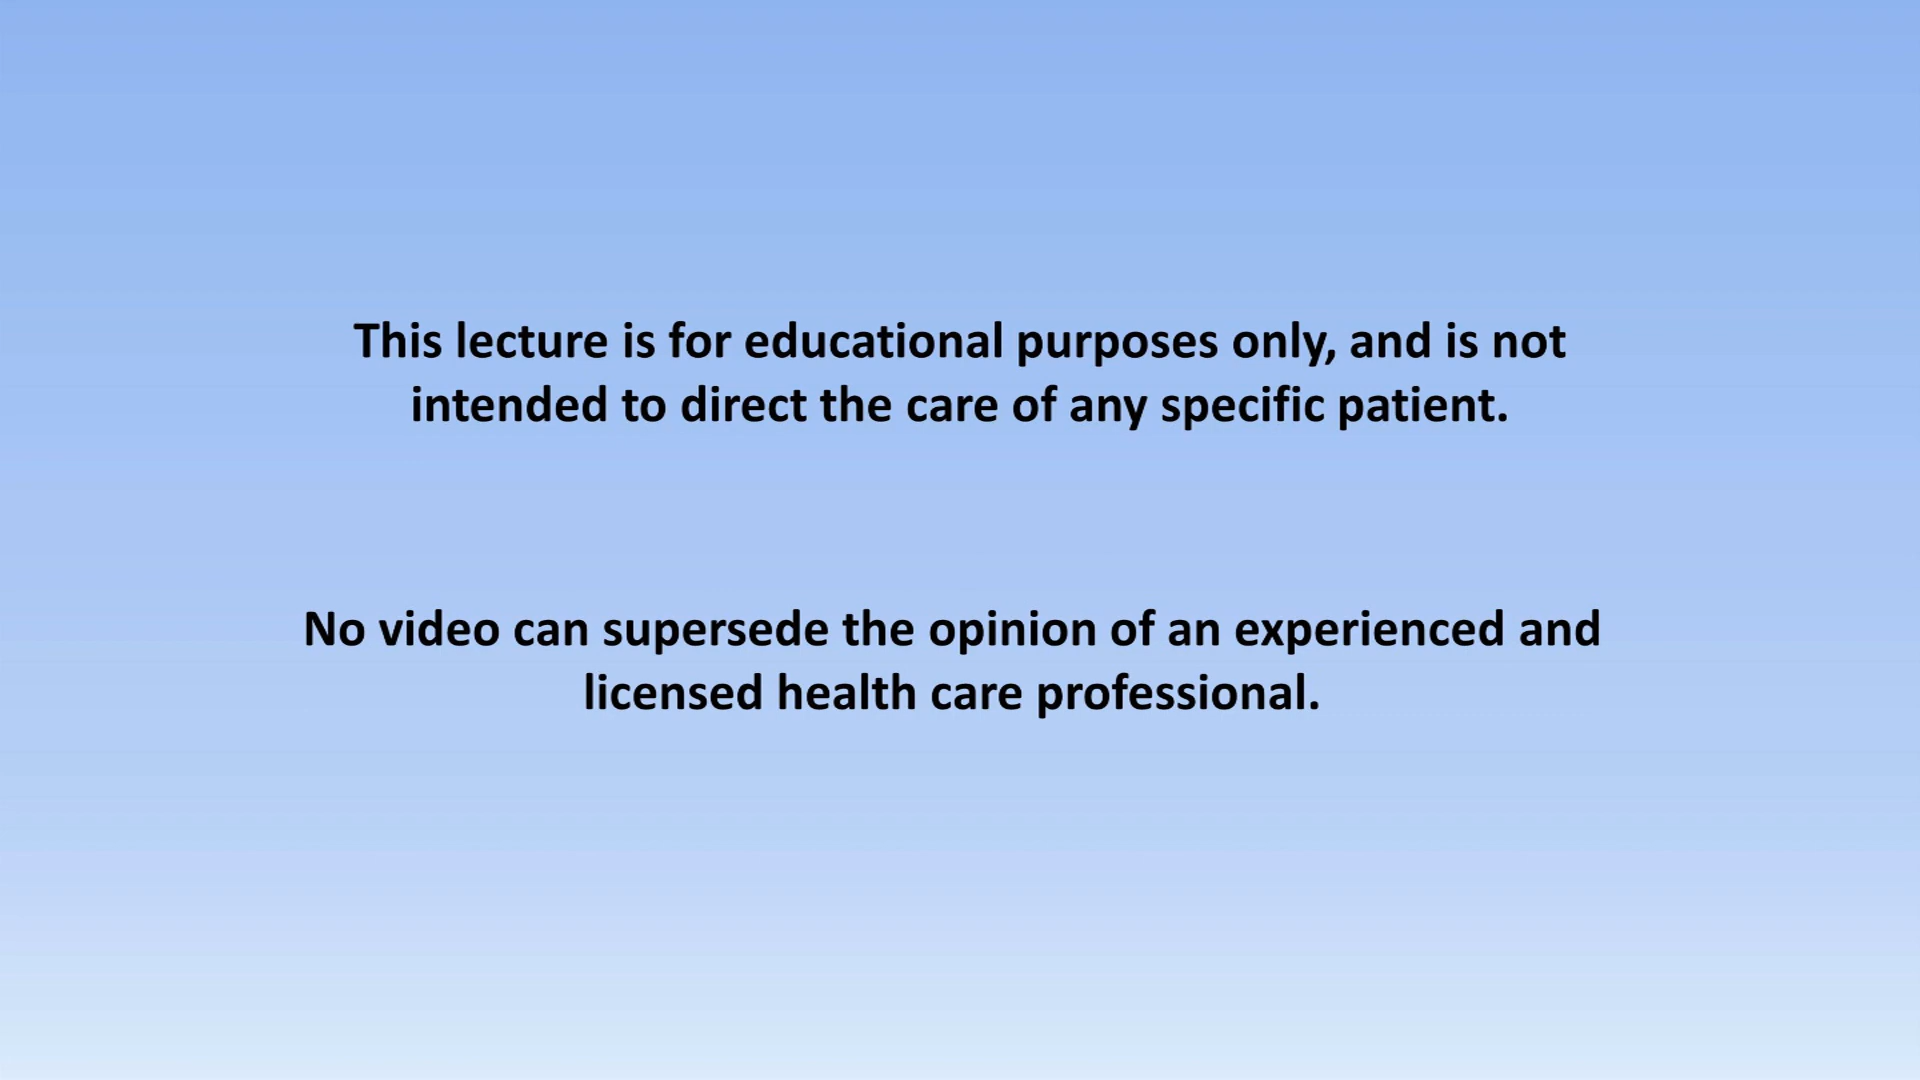 This lecture is for educational purposes only, and is not
intended to direct the care of any specific patient.
No video can supersede the opinion of an experienced and
licensed health care professional.